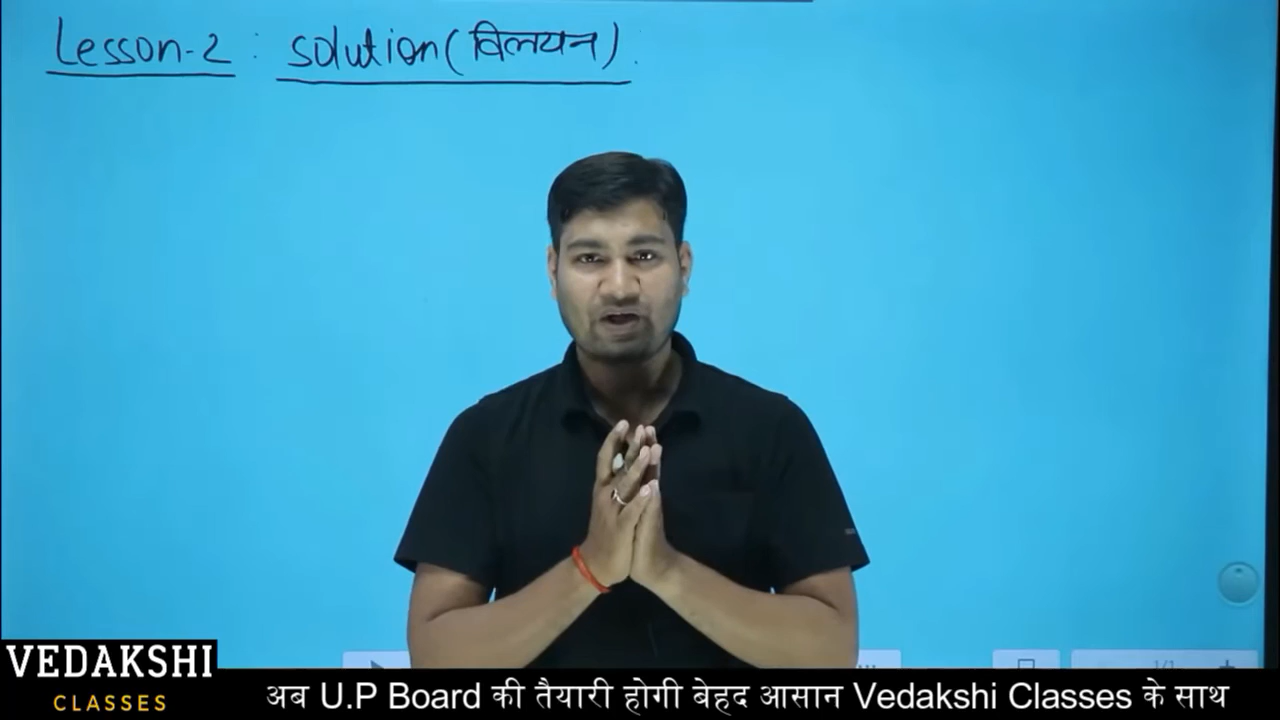 Lesson-2 : solution (विलयन).
VEDAKSHI
CLASSES
अब U.P Board की तैयारी होगी बेहद आसान Vedakshi Classes के साथ